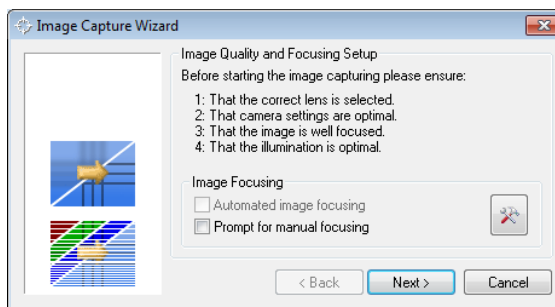 Image Capture Wizard
Image Quality and Focusing Setup
Before starting the image capturing please ensure:
1: That the correct lens is selected.
2: That camera settings are optimal.
3: That the image is well focused.
4: That the illumination is optimal.
Image Focusing
Automated image focusing
Prompt for manual focusing
< Back
Next >
Cancel